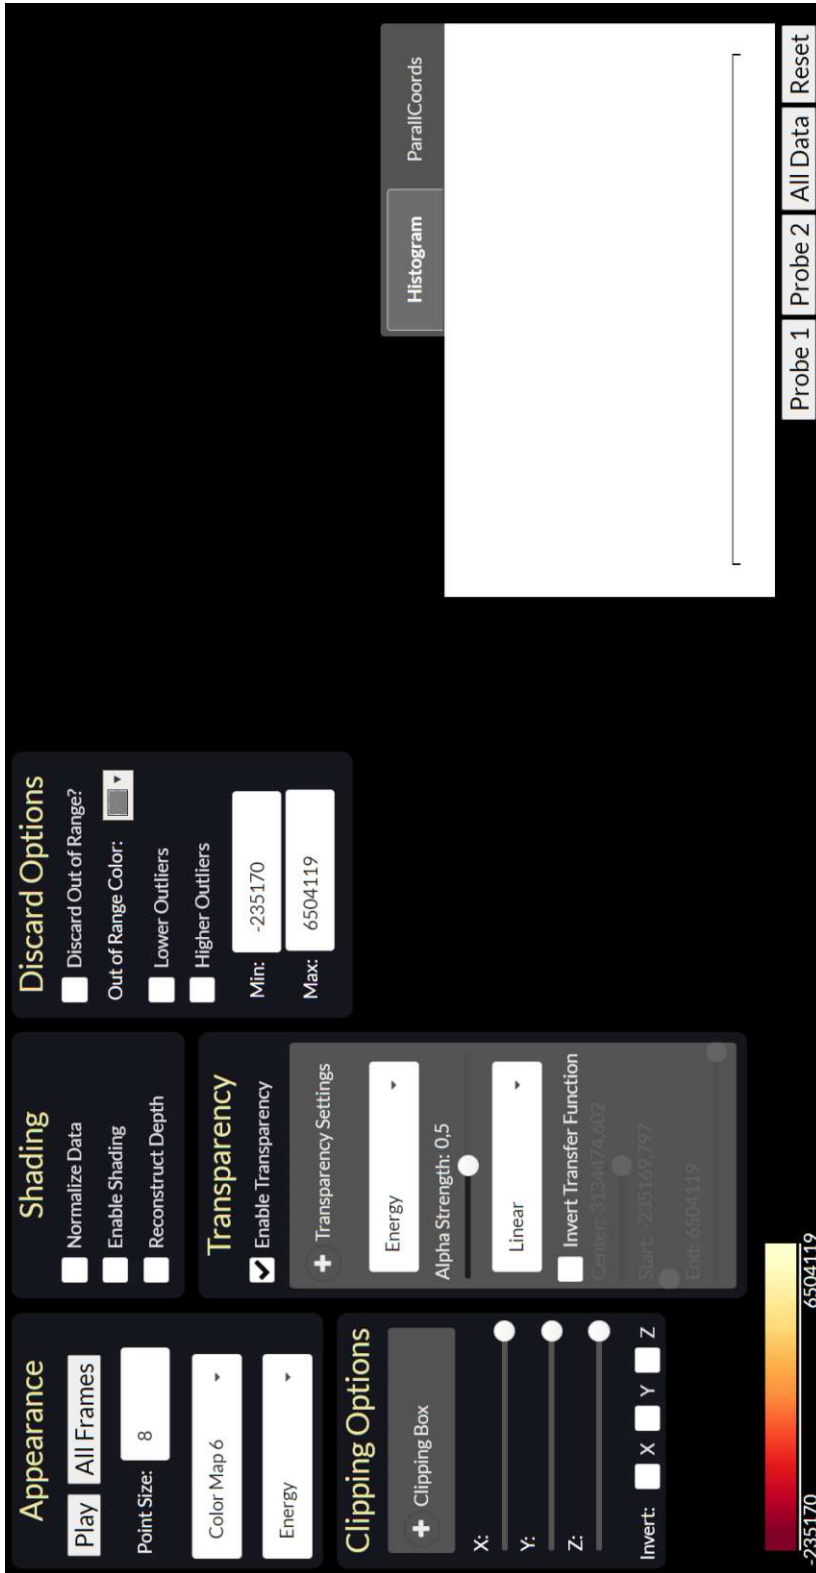 Appearance
Play
All Frames
Point Size:
8
Color Map 6
Energy
Clipping Options
Clipping Box
X:
Y:
Z:
Invert:
X
Y
Z
Shading
Normalize Data
Enable Shading
Reconstruct Depth
Transparency
Enable Transparency
Transparency Settings
Energy
Alpha Strength: 0,5
Linear
Invert Transfer Function
Center: 3134474,602
Start: -235169,797
End: 6504119
Discard Options
Discard Out of Range?
Out of Range Color:
Lower Outliers
Higher Outliers
Min:
-235170
Max:
6504119
Histogram
ParallCoords
Probe 1
Probe 2
All Data
Reset
-235170
6504119